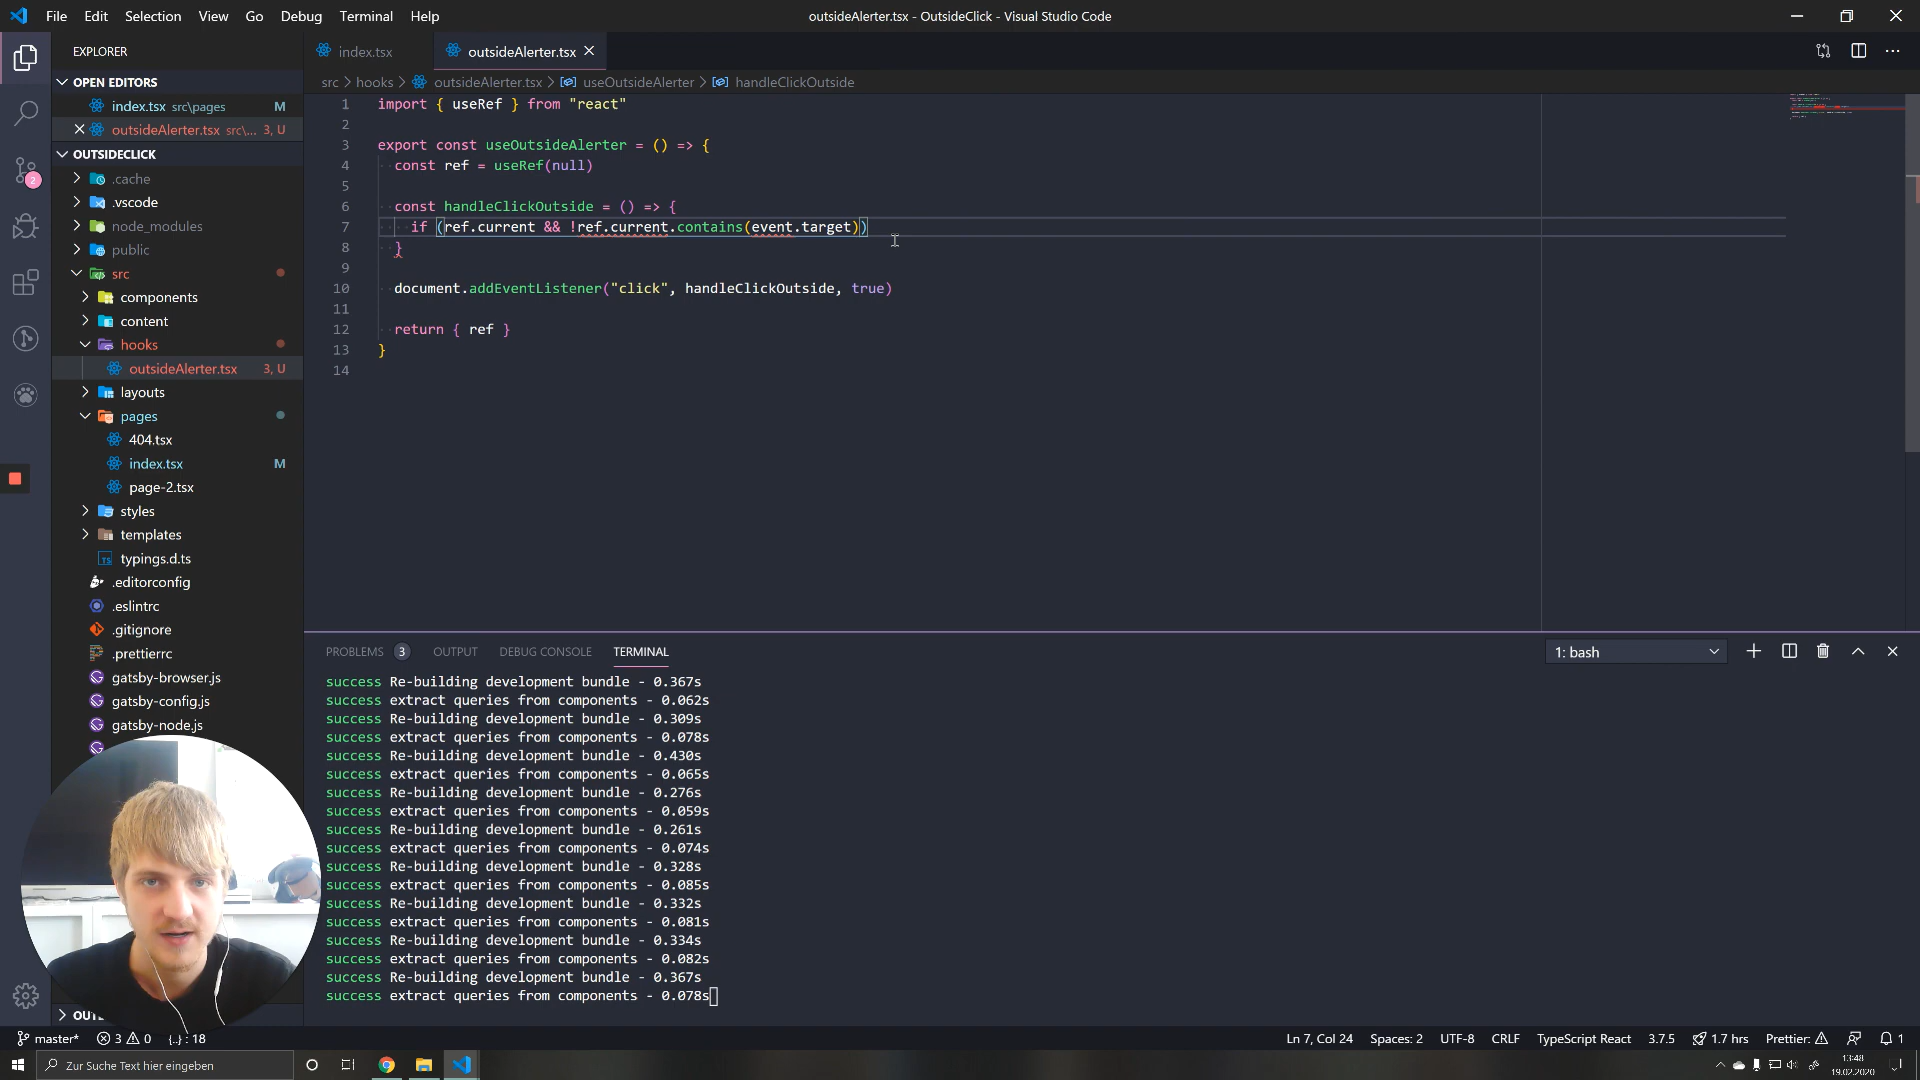 File Edit Selection View Go Debug Terminal Help
outsideAlerter.tsx - OutsideClick - Visual Studio Code
EXPLORER
OPEN EDITORS
index.tsx src\pages M
outsideAlerter.tsx src\... 3, U
OUTSIDECLICK
.cache
.vscode
node_modules
public
src
components
content
hooks
outsideAlerter.tsx 3, U
layouts
pages
404.tsx
index.tsx M
page-2.tsx
styles
templates
typings.d.ts
.editorconfig
.eslintrc
.gitignore
.prettierrc
gatsby-browser.js
gatsby-config.js
gatsby-node.js
index.tsx
outsideAlerter.tsx
src > hooks > outsideAlerter.tsx > useOutsideAlerter > handleClickOutside
1 import { useRef } from "react"
2
3 export const useOutsideAlerter = () => {
4 const ref = useRef(null)
5
6 const handleClickOutside = () => {
7 if (ref.current && !ref.current.contains(event.target))
8 }
9
10 document.addEventListener("click", handleClickOutside, true)
11
12 return { ref }
13 }
14
PROBLEMS 3 OUTPUT DEBUG CONSOLE TERMINAL
1: bash
success Re-building development bundle - 0.367s
success extract queries from components - 0.062s
success Re-building development bundle - 0.309s
success extract queries from components - 0.078s
success Re-building development bundle - 0.430s
success extract queries from components - 0.065s
success Re-building development bundle - 0.276s
success extract queries from components - 0.059s
success Re-building development bundle - 0.261s
success extract queries from components - 0.074s
success Re-building development bundle - 0.328s
success extract queries from components - 0.085s
success Re-building development bundle - 0.332s
success extract queries from components - 0.081s
success Re-building development bundle - 0.334s
success extract queries from components - 0.082s
success Re-building development bundle - 0.367s
success extract queries from components - 0.078s
2
master* 3 0 {..} : 18
Ln 7, Col 24 Spaces: 2 UTF-8 CRLF TypeScript React 3.7.5 1.7 hrs Prettier: 1
Zur Suche Text hier eingeben
13:48
19.02.2020